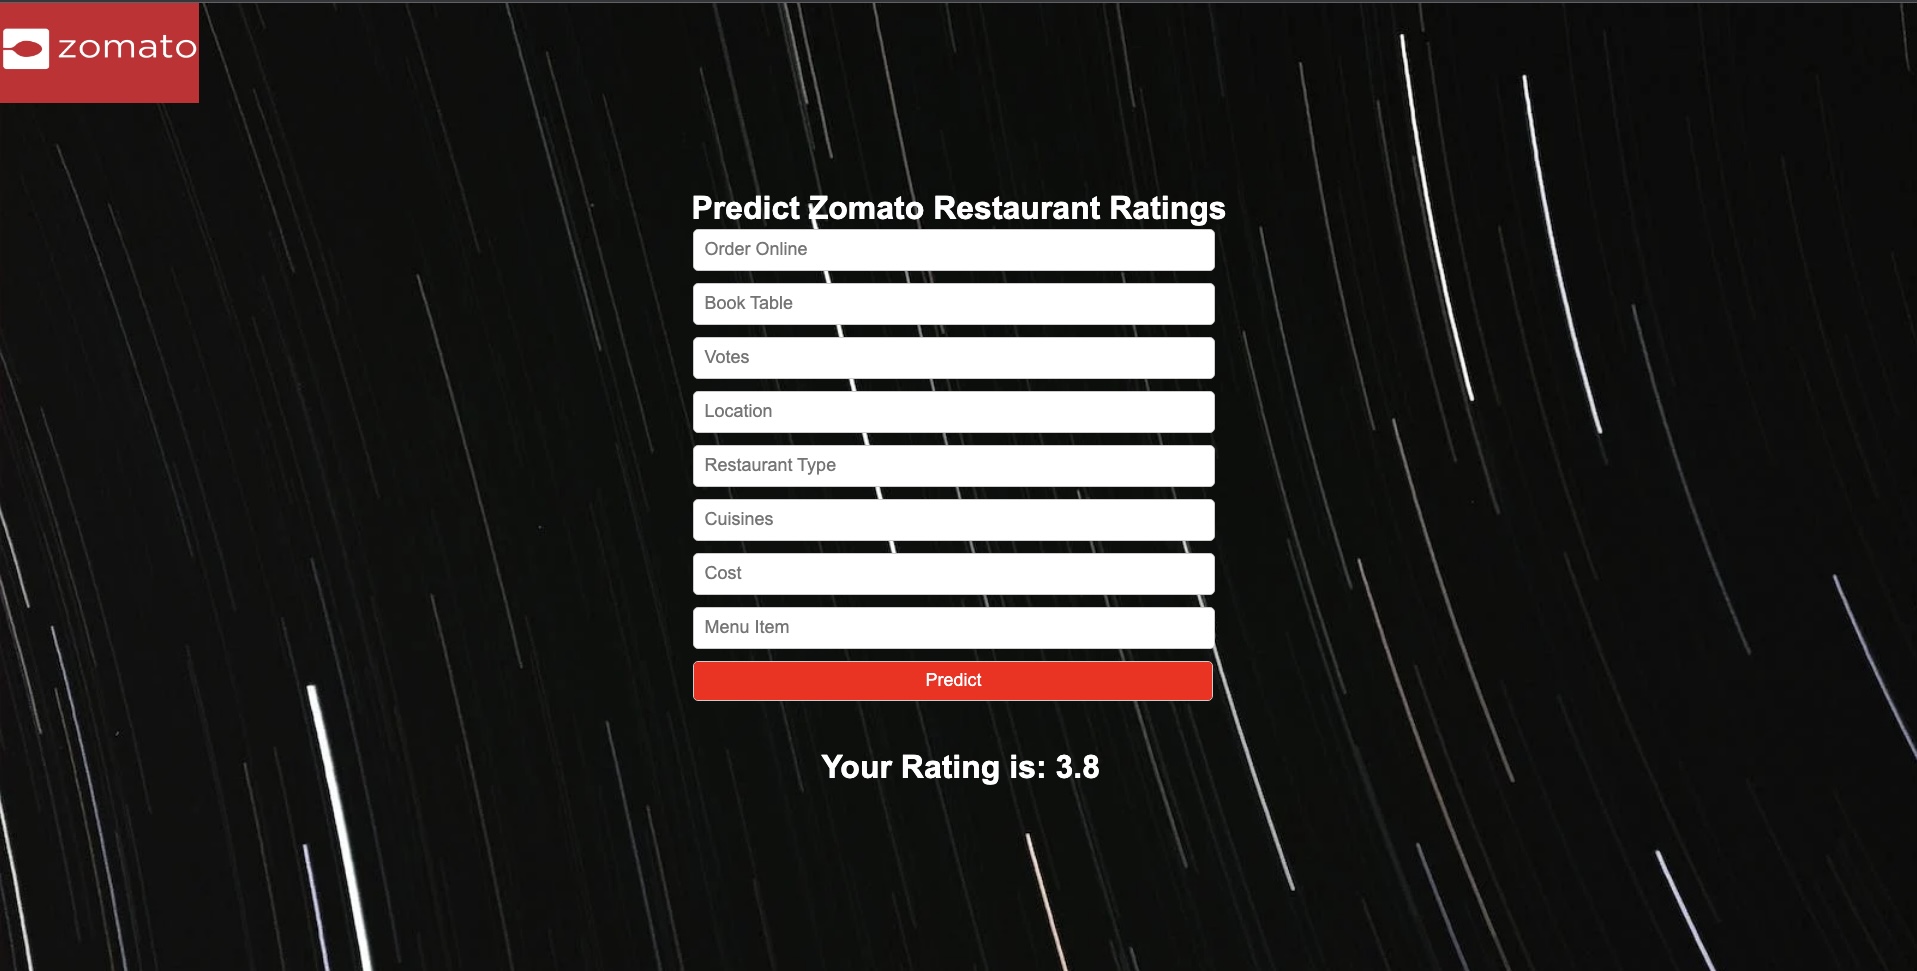 zomato
Predict Zomato Restaurant Ratings
Order Online
Book Table
Votes
Location
Restaurant Type
Cuisines
Cost
Menu Item
Predict
Your Rating is: 3.8